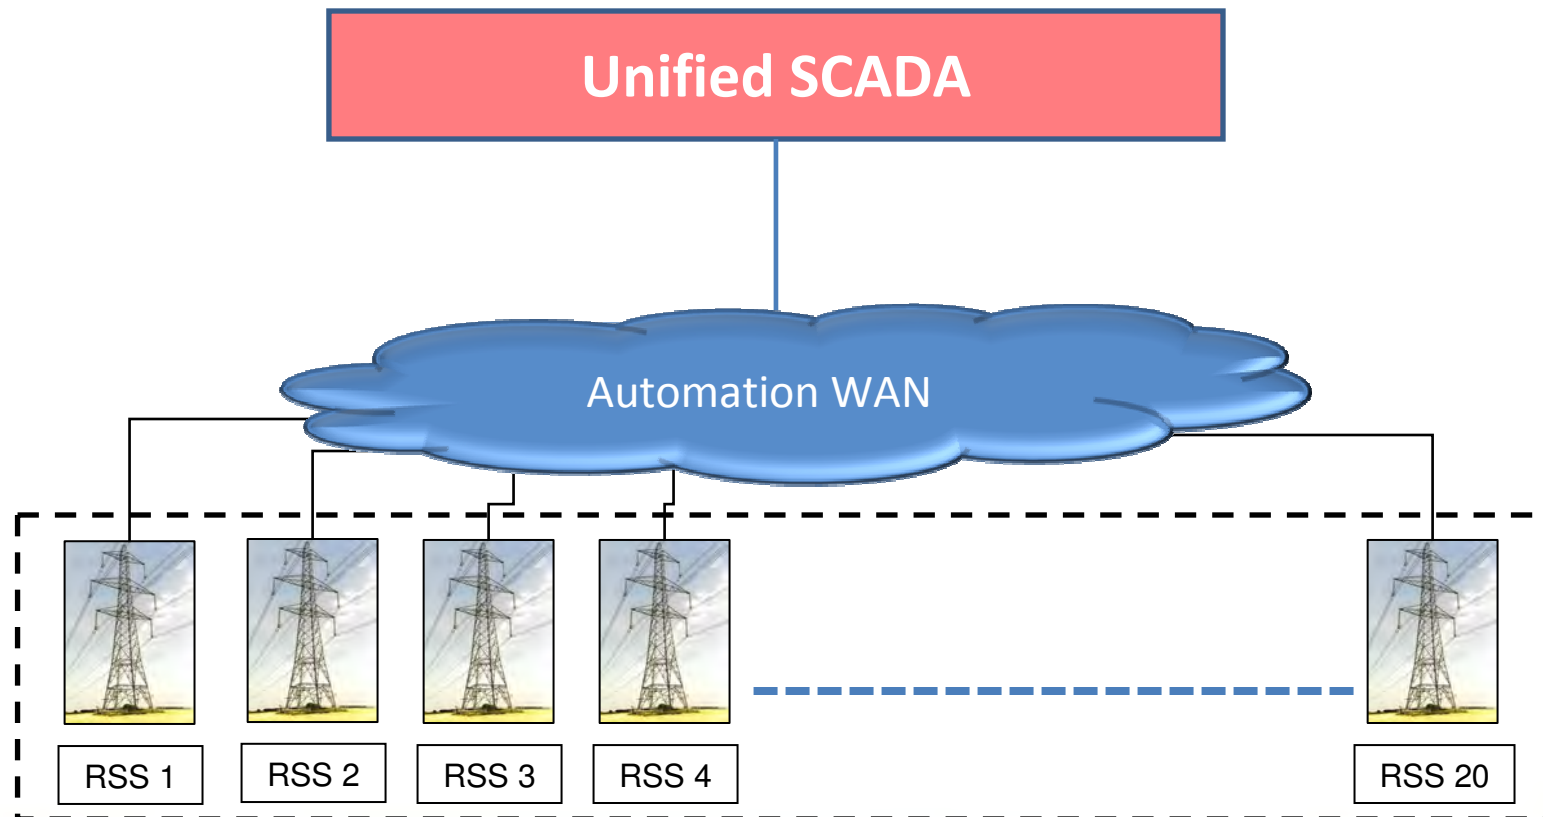 Unified SCADA
Automation WAN
RSS 1
RSS 2
RSS 3
RSS 4
RSS 20